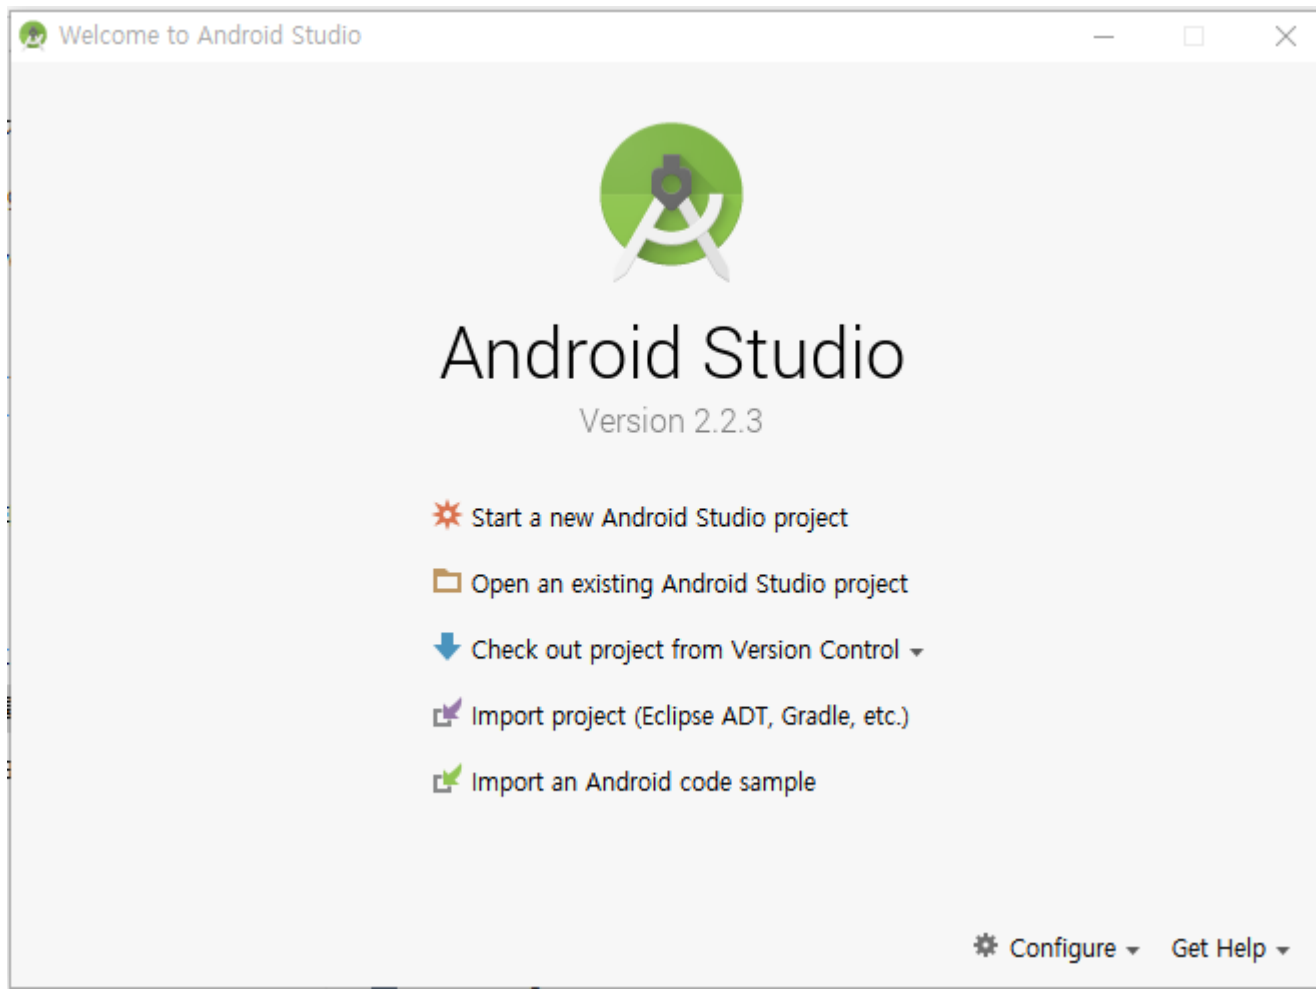 Welcome to Android Studio
Android Studio
Version 2.2.3
Start a new Android Studio project
Open an existing Android Studio project
Check out project from Version Control
Import project (Eclipse ADT, Gradle, etc.)
Import an Android code sample
Configure Get Help